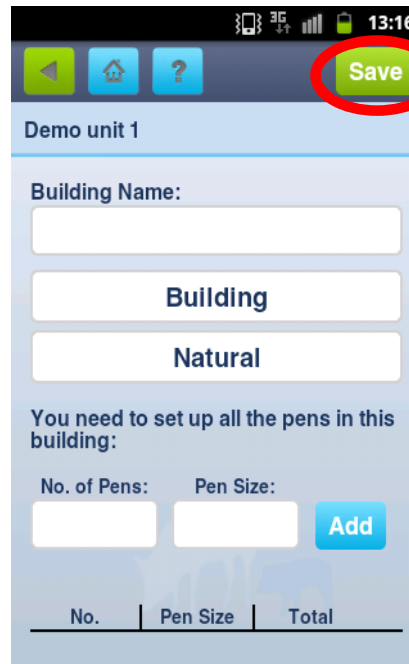 3G 13:16
? Save
Demo unit 1
Building Name:
Building
Natural
You need to set up all the pens in this
building:
No. of Pens: Pen Size:
Add
No. Pen Size Total